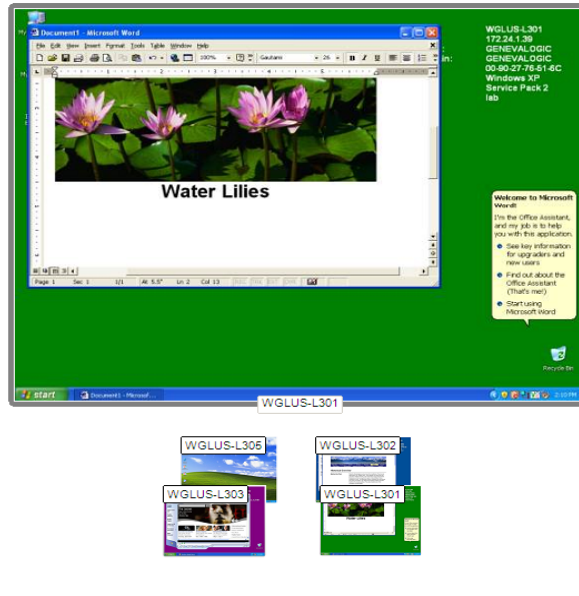 Document1 - Microsoft Word
File Edit View Insert Format Tools Table Window Help
100% Gautami 26 B I U
Water Lilies
Page 1 Sec 1 1/1 At 5.5" Ln 2 Col 13
WGLUS-L301
172.24.1.39
GENEVALOGIC
GENEVALOGIC
in:
00-90-27-76-51-6C
Windows XP
Service Pack 2
lab
Welcome to Microsoft
Word!
I'm the Office Assistant,
and my job is to help
you with this application.
See key information
for upgraders and
new users
Find out about the
Office Assistant
(That's me!)
Start using
Microsoft Word
Recycle Bin
start
Document1 - Microsof...
2:10 PM
WGLUS-L301
WGLUS-L305
WGLUS-L302
WGLUS-L303
WGLUS-L301